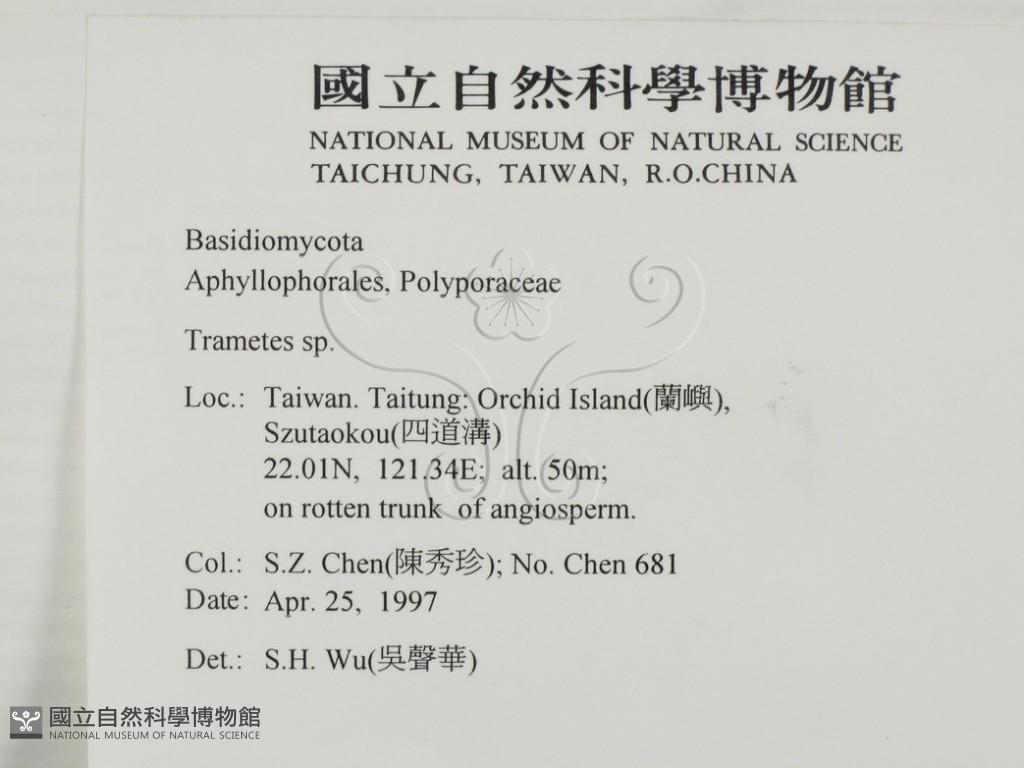 國立自然科學博物館
NATIONAL MUSEUM OF NATURAL SCIENCE
TAICHUNG, TAIWAN, R.O.CHINA
Basidiomycota
Aphyllophorales, Polyporaceae
Trametes sp.
Loc.: Taiwan. Taitung: Orchid Island(蘭嶼),
Szutaokou(四道溝)
22.01N, 121.34E; alt. 50m;
on rotten trunk of angiosperm.
Col.: S.Z. Chen(陳秀珍); No. Chen 681
Date: Apr. 25, 1997
Det.: S.H. Wu(吳聲華)
國立自然科學博物館
NATIONAL MUSEUM OF NATURAL SCIENCE